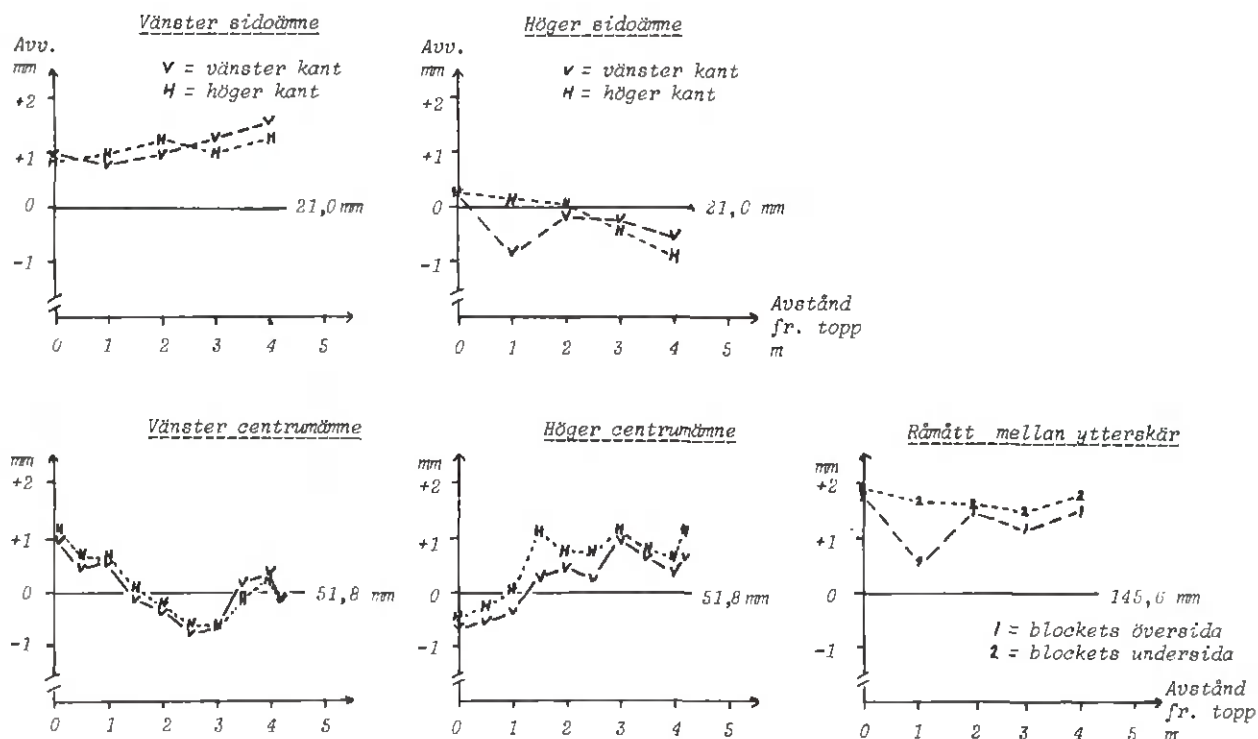 Vänster sidoämne
Avv.
mm
V = vänster kant
H = höger kant
+2
+1
0
21,0 mm
-1
0 1 2 3 4 5
Höger sidoämne
mm
V = vänster kant
H = höger kant
+2
+1
0
21,0 mm
-1
Avstånd
fr. topp
m
0 1 2 3 4 5
Vänster centrumämne
mm
+2
+1
0
51,8 mm
-1
0 1 2 3 4 5
Höger centrumämne
mm
+2
+1
0
51,8 mm
-1
0 1 2 3 4 5
Råmått mellan ytterskär
mm
+2
+1
0
145,6 mm
-1
1 = blockets översida
2 = blockets undersida
Avstånd
fr. topp
m
0 1 2 3 4 5